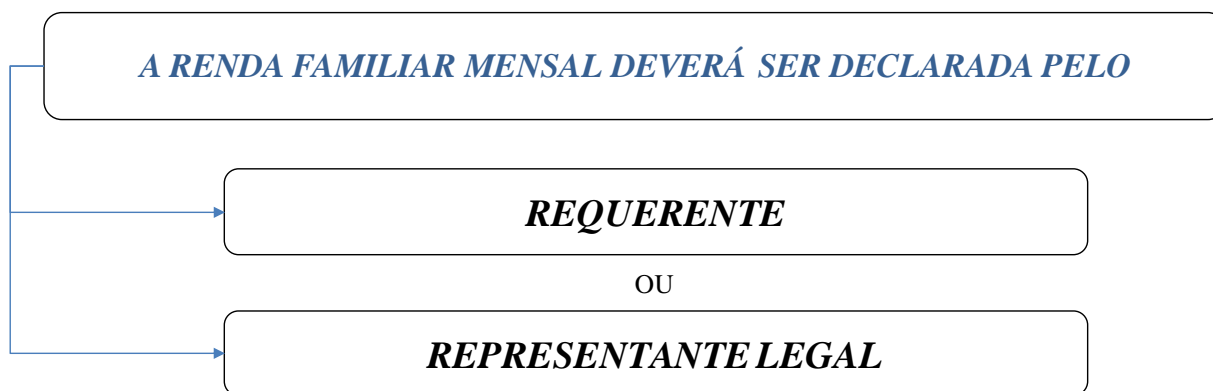 A RENDA FAMILIAR MENSAL DEVERÁ SER DECLARADA PELO
REQUERENTE
OU
REPRESENTANTE LEGAL